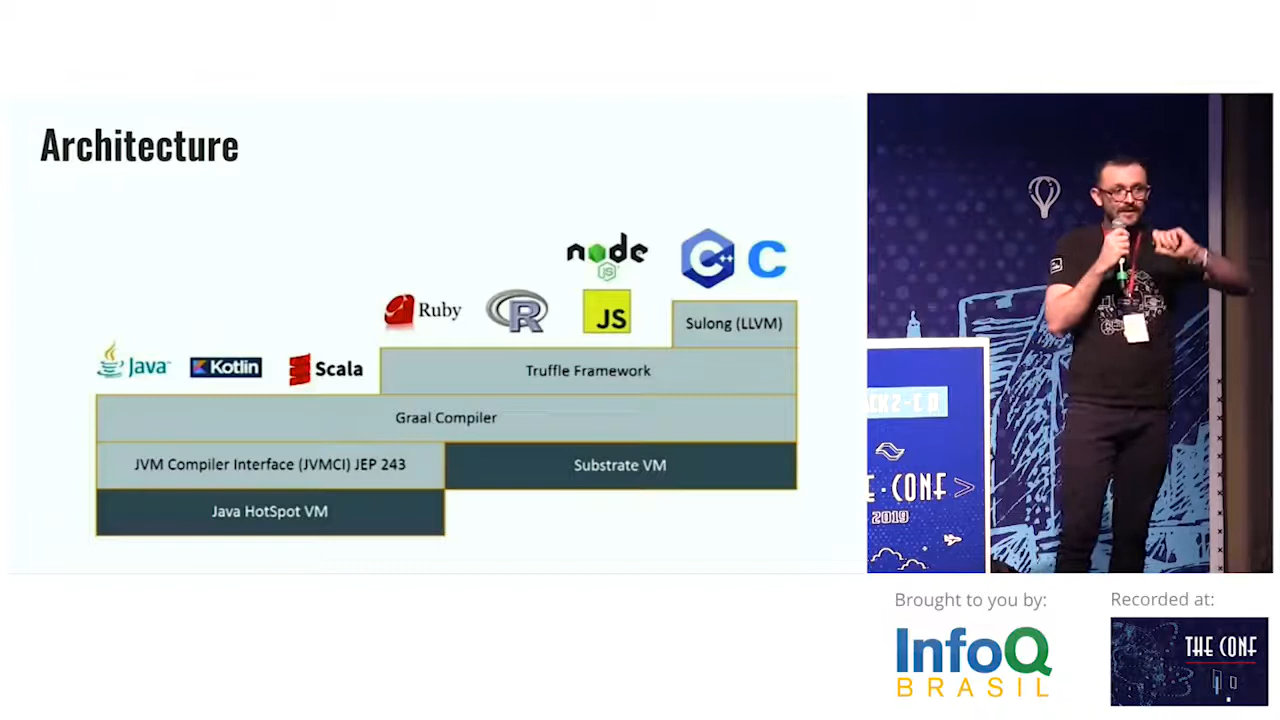 Architecture
node
JS
C++
C
Ruby
R
JS
Sulong (LLVM)
Java
Kotlin
Scala
Truffle Framework
Graal Compiler
JVM Compiler Interface (JVMCI) JEP 243
Substrate VM
Java HotSpot VM
E·CONF >
2019
Brought to you by:
InfoQ
BRASIL
Recorded at:
THE CONF